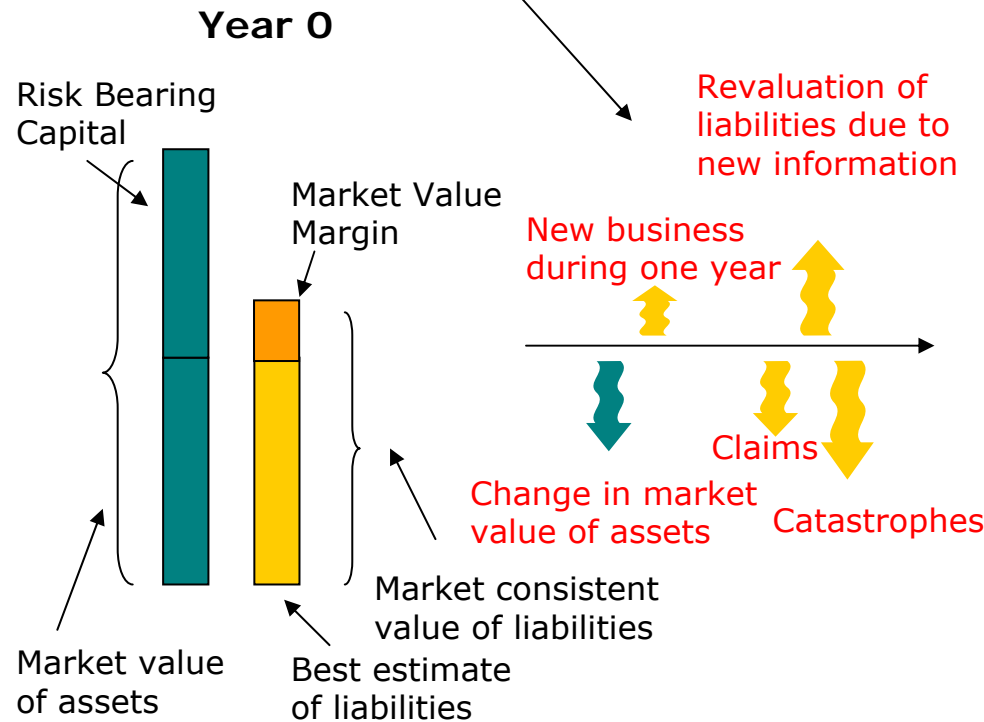 Year 0
Risk Bearing
Capital
Market Value
Margin
Revaluation of
liabilities due to
new information
New business
during one year
Claims
Change in market
value of assets
Catastrophes
Market consistent
value of liabilities
Market value
of assets
Best estimate
of liabilities